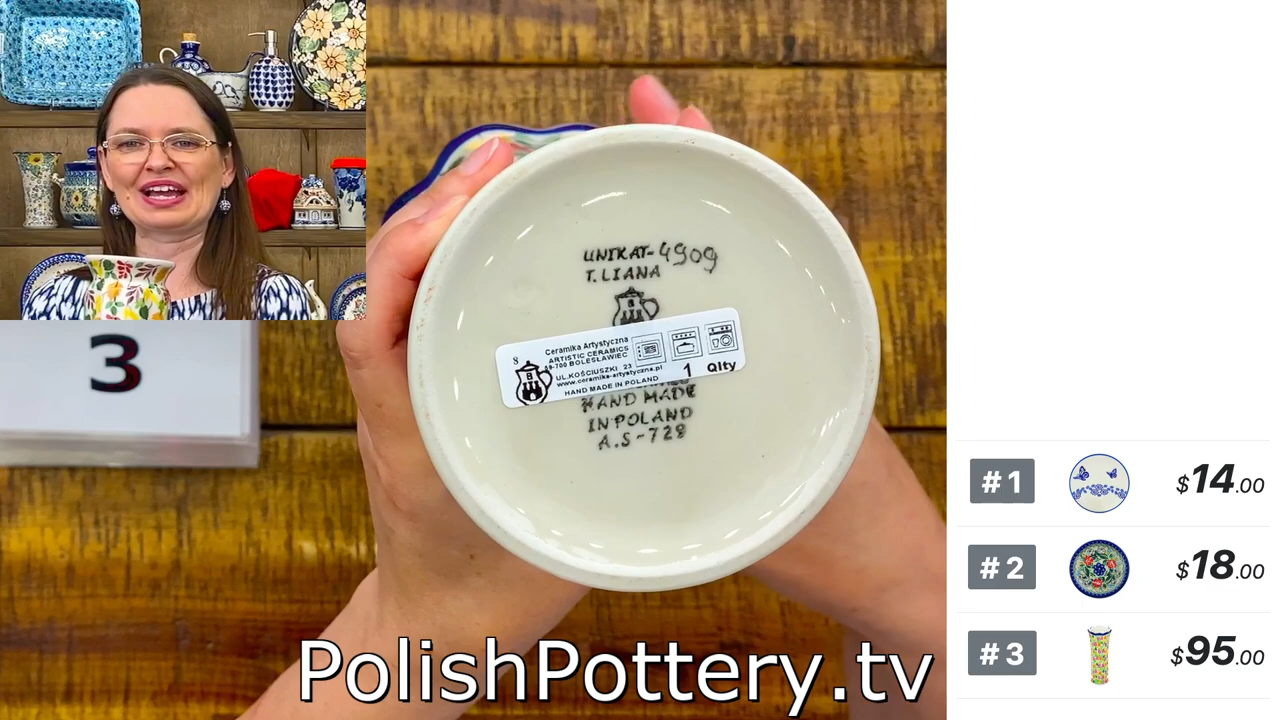 UNIKAT-4909
T.LIANA
8
B
Ceramika Artystyczna
ARTISTIC CERAMICS
59-700 BOLESŁAWIEC
UL.KOŚCIUSZKI 23
www.ceramika-artystyczna.pl
HAND MADE IN POLAND
1 Qlty
HAND MADE
IN POLAND
A.S-728
3
PolishPottery.tv
#1 $14.00
#2 $18.00
#3 $95.00